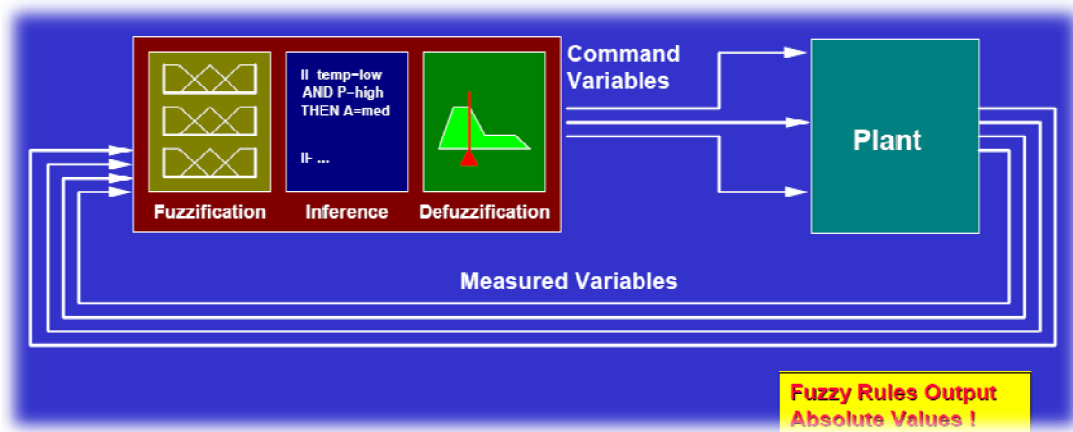 Command
Variables
II temp=low
AND P-high
THEN A=med
II- ...
Fuzzification
Inference
Defuzzification
Plant
Measured Variables
Fuzzy Rules Output
Absolute Values !